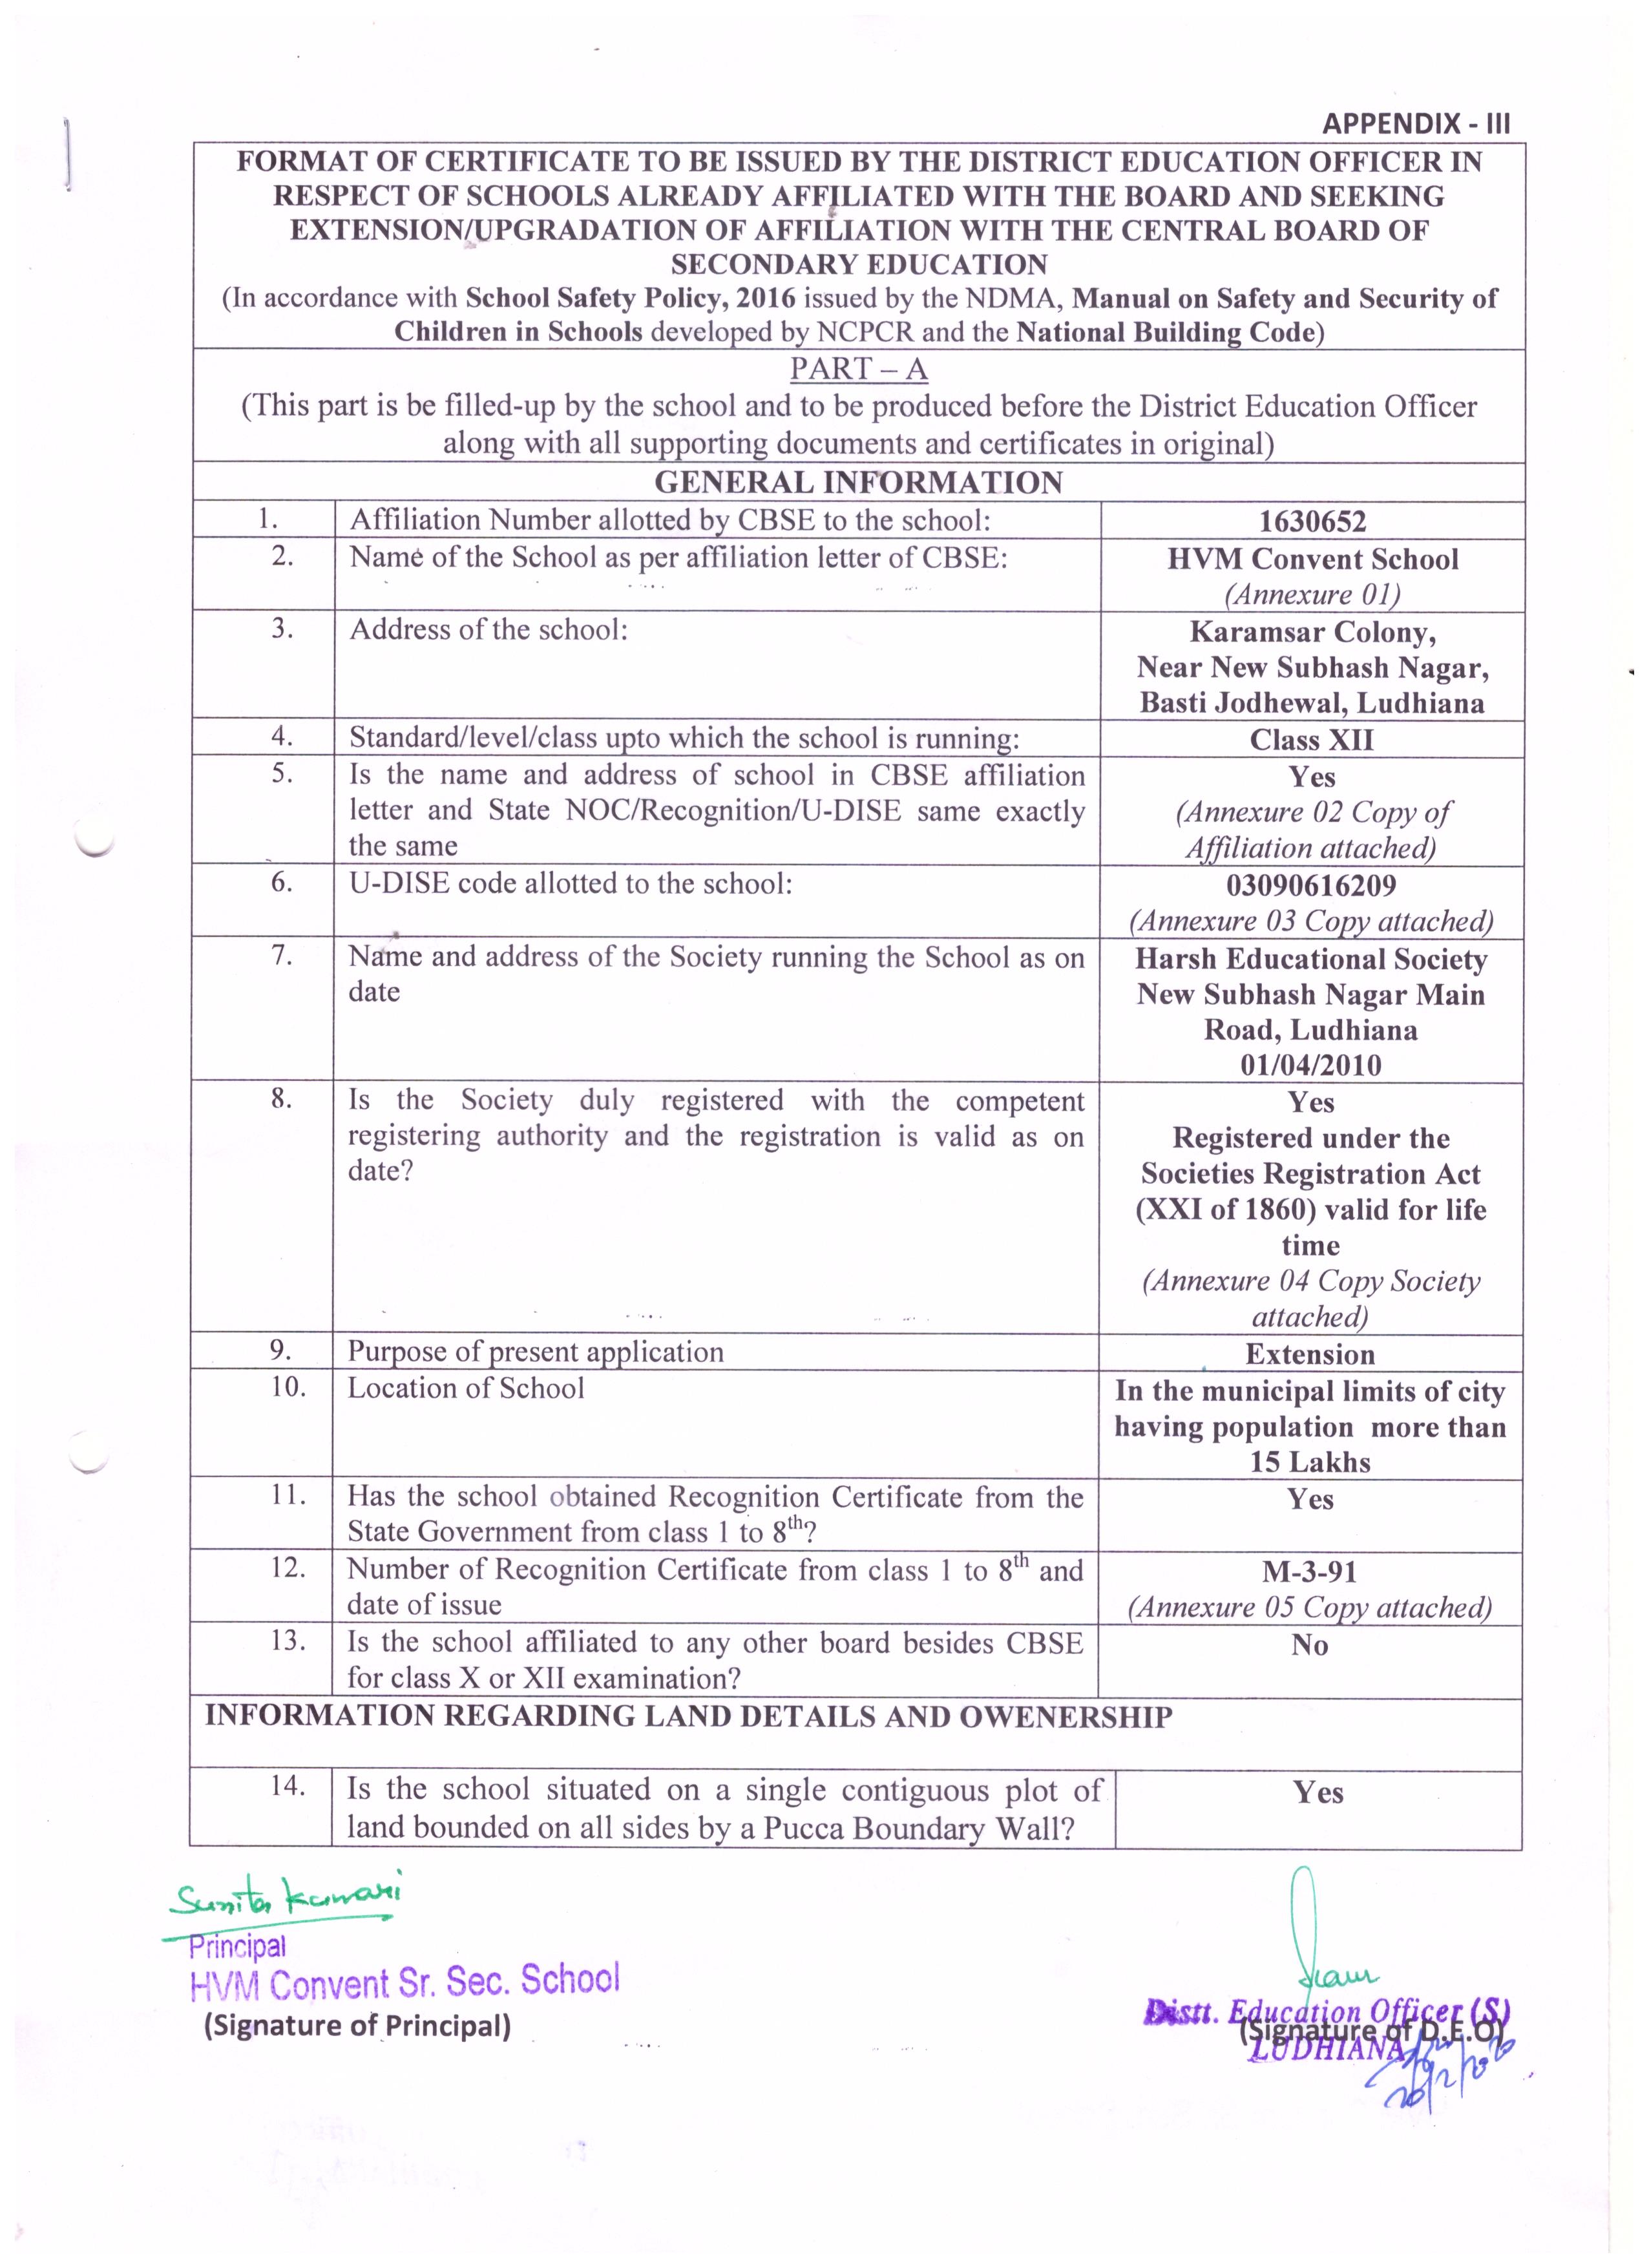 APPENDIX - III
FORMAT OF CERTIFICATE TO BE ISSUED BY THE DISTRICT EDUCATION OFFICER IN
RESPECT OF SCHOOLS ALREADY AFFILIATED WITH THE BOARD AND SEEKING
EXTENSION/UPGRADATION OF AFFILIATION WITH THE CENTRAL BOARD OF
SECONDARY EDUCATION
(In accordance with School Safety Policy, 2016 issued by the NDMA, Manual on Safety and Security of
Children in Schools developed by NCPCR and the National Building Code)
PART – A
(This part is be filled-up by the school and to be produced before the District Education Officer
along with all supporting documents and certificates in original)
GENERAL INFORMATION
1. Affiliation Number allotted by CBSE to the school: 1630652
2. Name of the School as per affiliation letter of CBSE: HVM Convent School
(Annexure 01)
3. Address of the school: Karamsar Colony,
Near New Subhash Nagar,
Basti Jodhewal, Ludhiana
4. Standard/level/class upto which the school is running: Class XII
5. Is the name and address of school in CBSE affiliation Yes
letter and State NOC/Recognition/U-DISE same exactly (Annexure 02 Copy of
the same Affiliation attached)
6. U-DISE code allotted to the school: 03090616209
(Annexure 03 Copy attached)
7. Name and address of the Society running the School as on Harsh Educational Society
date New Subhash Nagar Main
Road, Ludhiana
01/04/2010
8. Is the Society duly registered with the competent Yes
registering authority and the registration is valid as on Registered under the
date? Societies Registration Act
(XXI of 1860) valid for life
time
(Annexure 04 Copy Society
attached)
9. Purpose of present application Extension
10. Location of School In the municipal limits of city
having population more than
15 Lakhs
11. Has the school obtained Recognition Certificate from the Yes
State Government from class 1 to 8th?
12. Number of Recognition Certificate from class 1 to 8th and M-3-91
date of issue (Annexure 05 Copy attached)
13. Is the school affiliated to any other board besides CBSE No
for class X or XII examination?
INFORMATION REGARDING LAND DETAILS AND OWENERSHIP
14. Is the school situated on a single contiguous plot of Yes
land bounded on all sides by a Pucca Boundary Wall?
Sunita Kumari
Principal
HVM Convent Sr. Sec. School
(Signature of Principal)
Distt. Education Officer (S)
(Signature of D.E.O)
LUDHIANA